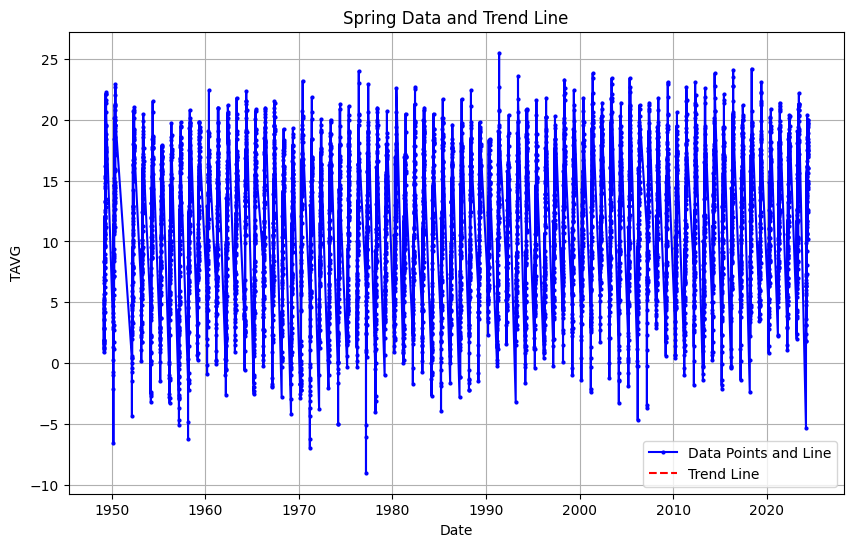 Spring Data and Trend Line
25
20
15
10
5
0
−5
−10
TAVG
1950 1960 1970 1980 1990 2000 2010 2020
Date
Data Points and Line
Trend Line